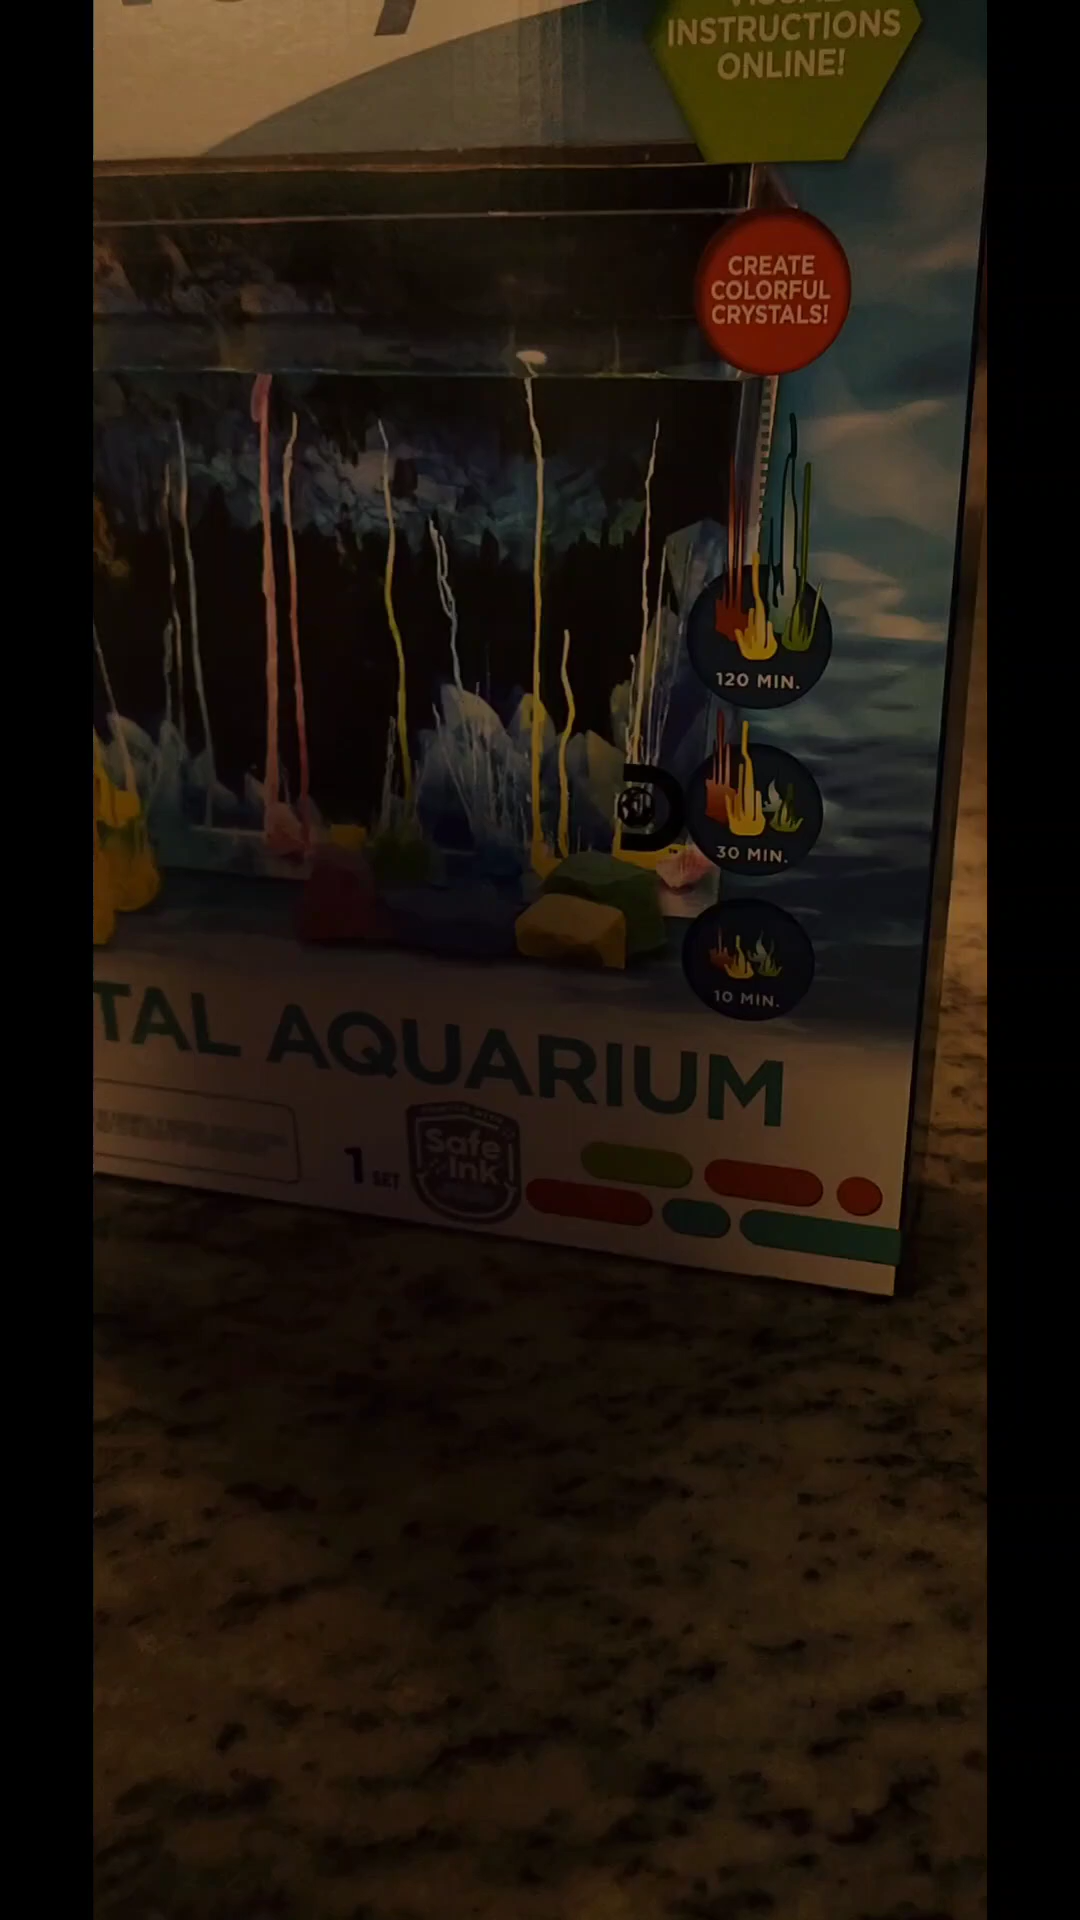 INSTRUCTIONS
ONLINE!
CREATE
COLORFUL
CRYSTALS!
120 MIN.
30 MIN.
10 MIN.
TAL AQUARIUM
1 SET
Safe
Ink